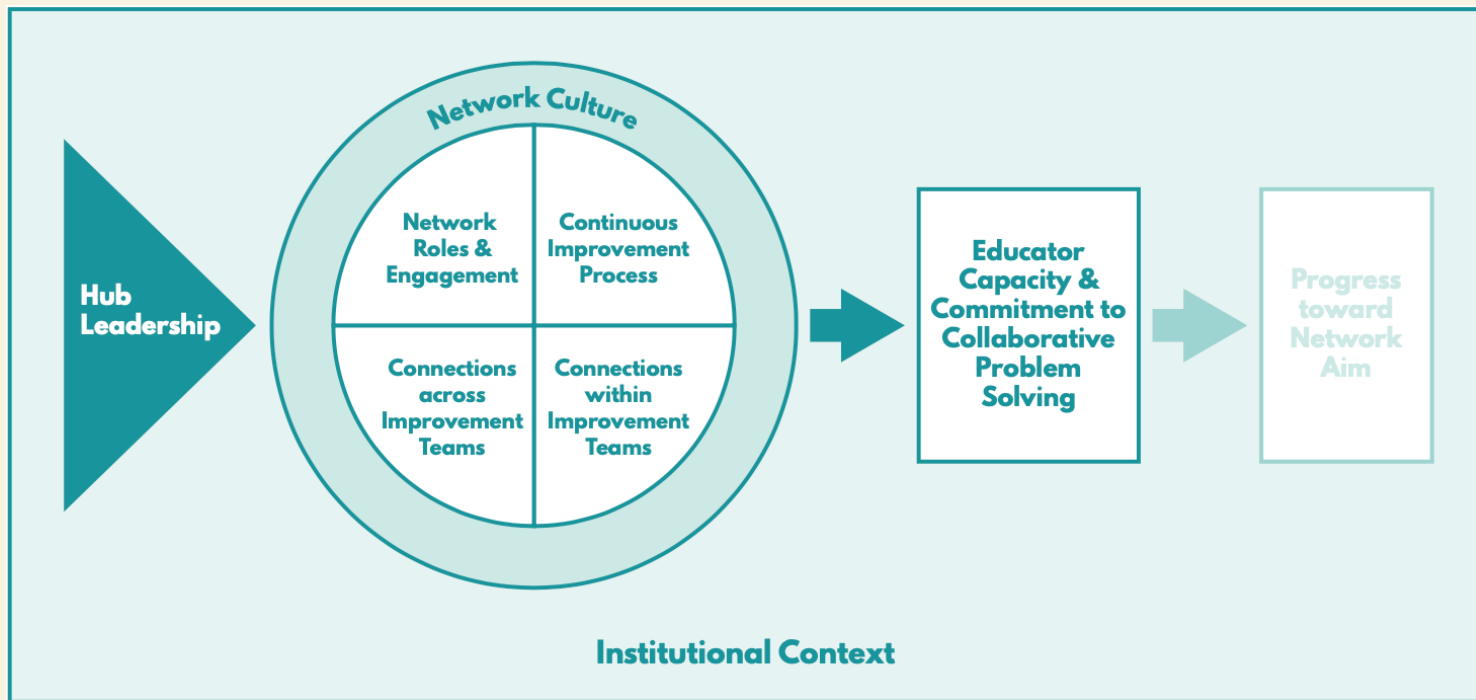 Network Culture
Hub
Leadership
Network
Roles &
Engagement
Continuous
Improvement
Process
Connections
across
Improvement
Teams
Connections
within
Improvement
Teams
Educator
Capacity &
Commitment to
Collaborative
Problem
Solving
Progress
toward
Network
Aim
Institutional Context